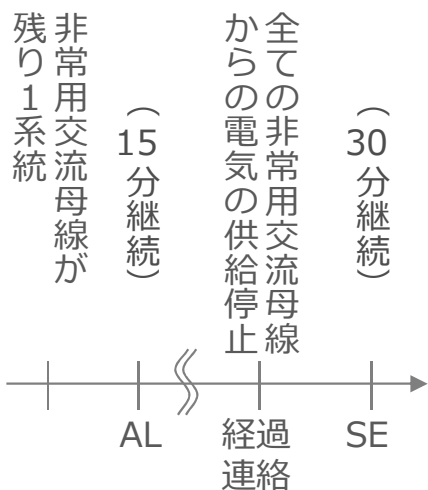 非常用交流母線が
残り１系統
（15分継続）
全ての非常用交流母線
からの電気の供給停止
（30分継続）
AL
経過
連絡
SE